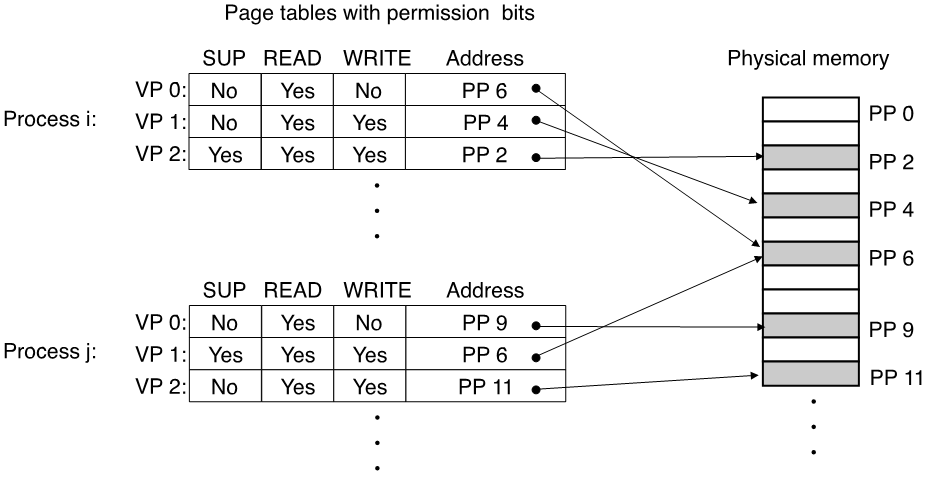 Page tables with permission bits
SUP READ WRITE Address
Physical memory
Process i:
VP 0: No Yes No PP 6
VP 1: No Yes Yes PP 4
VP 2: Yes Yes Yes PP 2
PP 0
PP 2
PP 4
PP 6
PP 9
PP 11
SUP READ WRITE Address
Process j:
VP 0: No Yes No PP 9
VP 1: Yes Yes Yes PP 6
VP 2: No Yes Yes PP 11